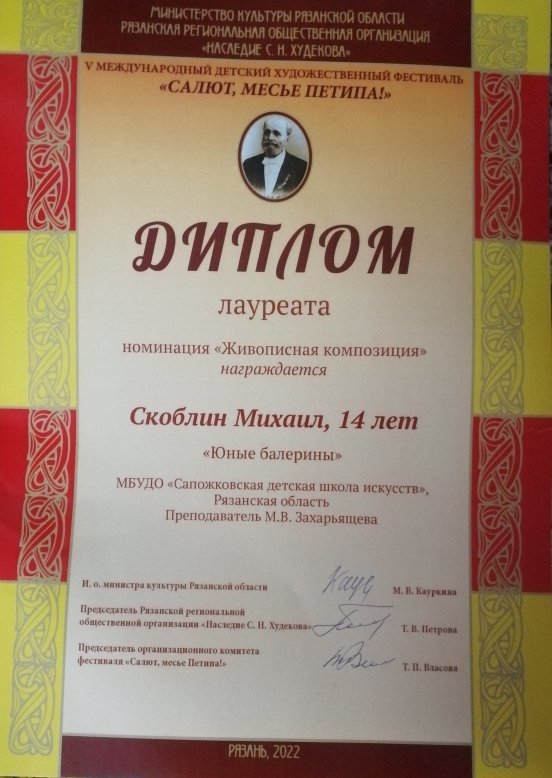 МИНИСТЕРСТВО КУЛЬТУРЫ РЯЗАНСКОЙ ОБЛАСТИ
РЯЗАНСКАЯ РЕГИОНАЛЬНАЯ ОБЩЕСТВЕННАЯ ОРГАНИЗАЦИЯ
«НАСЛЕДИЕ С. Н. ХУДЕКОВА»
V МЕЖДУНАРОДНЫЙ ДЕТСКИЙ ХУДОЖЕСТВЕННЫЙ ФЕСТИВАЛЬ
«САЛЮТ, МЕСЬЕ ПЕТИПА!»
ДИПЛОМ
лауреата
номинация «Живописная композиция»
награждается
Скоблин Михаил, 14 лет
«Юные балерины»
МБУДО «Сапожковская детская школа искусств»,
Рязанская область
Преподаватель М.В. Захарьящева
И. о. министра культуры Рязанской области
М. В. Кауркина
Председатель Рязанской региональной
общественной организации «Наследие С. Н. Худекова»
Т. В. Петрова
Председатель организационного комитета
фестиваля «Салют, месье Петипа!»
Т. П. Власова
РЯЗАНЬ, 2022